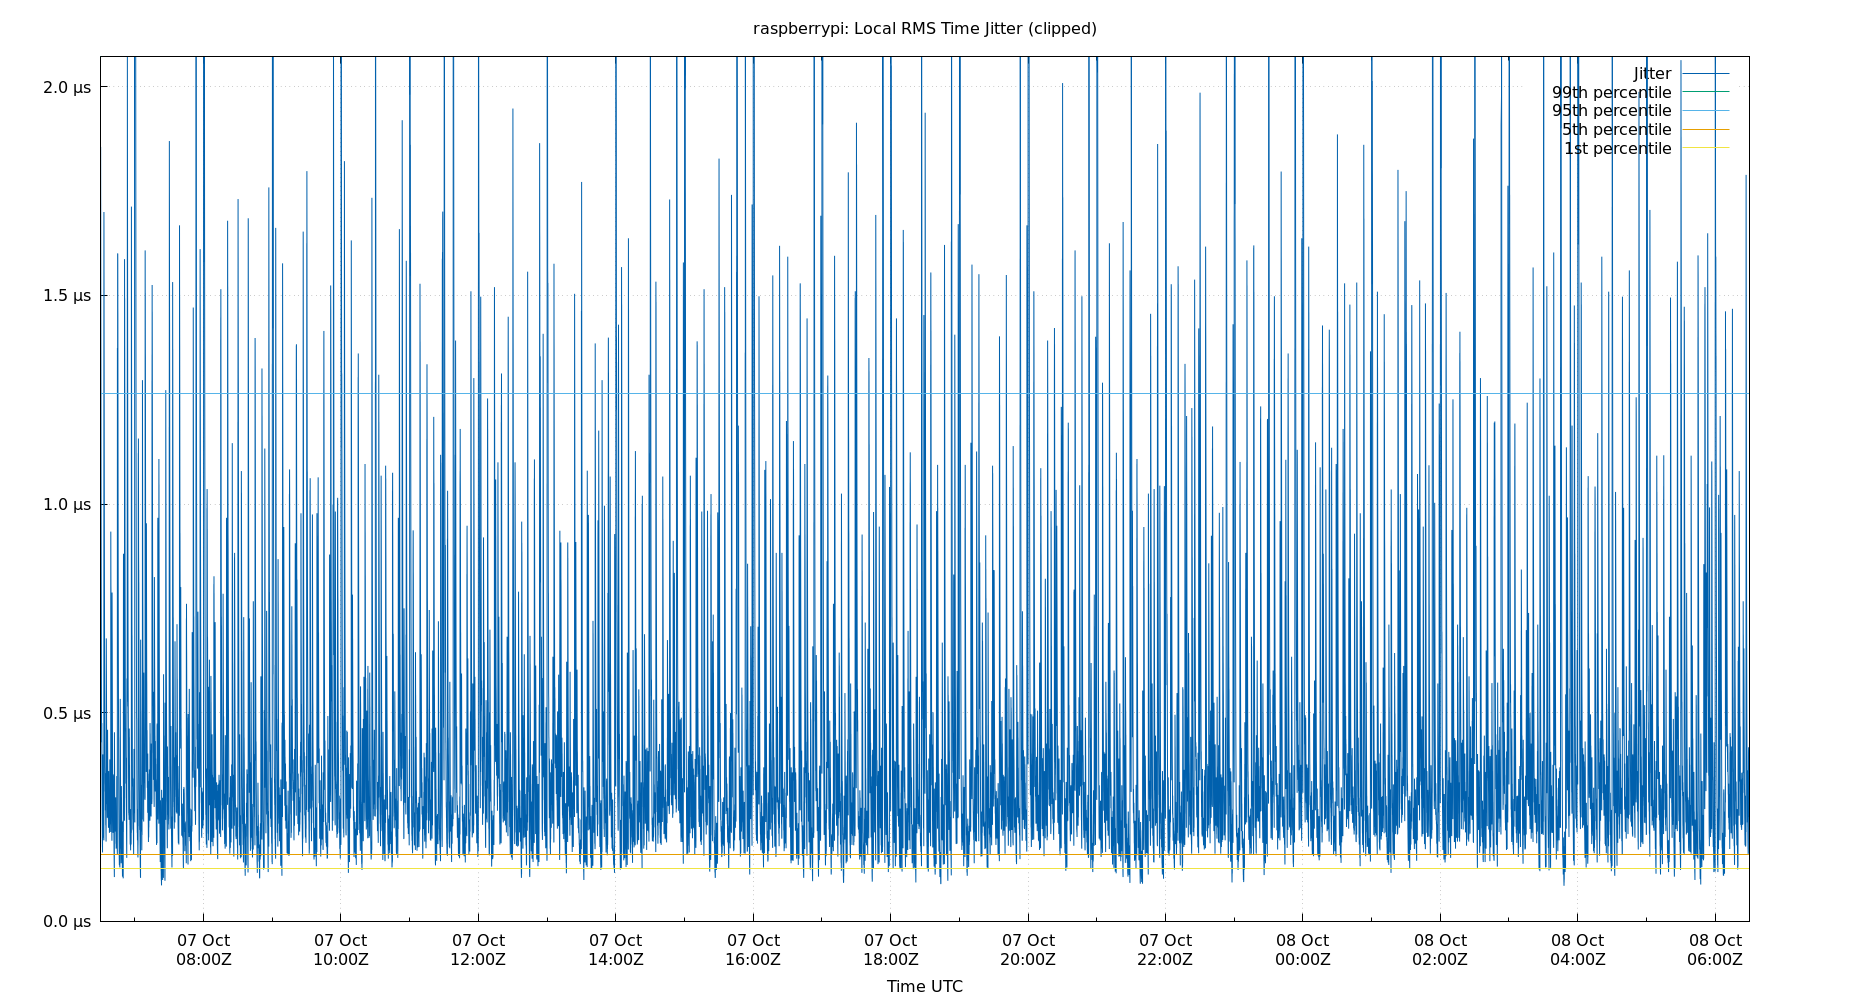 raspberrypi: Local RMS Time Jitter (clipped)
Jitter
99th percentile
95th percentile
5th percentile
1st percentile
2.0 µs
1.5 µs
1.0 µs
0.5 µs
0.0 µs
07 Oct 07 Oct 07 Oct 07 Oct 07 Oct 07 Oct 07 Oct 07 Oct 08 Oct 08 Oct 08 Oct 08 Oct
08:00Z 10:00Z 12:00Z 14:00Z 16:00Z 18:00Z 20:00Z 22:00Z 00:00Z 02:00Z 04:00Z 06:00Z
Time UTC